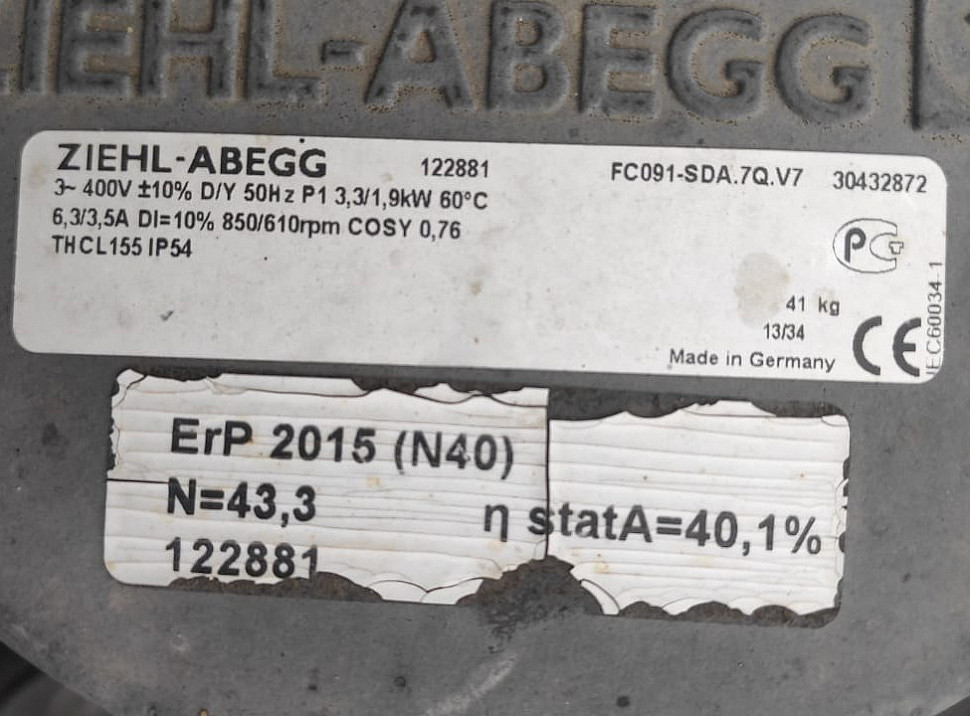 ZIEHL-ABEGG
ZIEHL-ABEGG 122881 FC091-SDA.7Q.V7 30432872
3~ 400V ±10% D/Y 50Hz P1 3,3/1,9kW 60°C
6,3/3,5A DI=10% 850/610rpm COSY 0,76
THCL155 IP54
41 kg
13/34
Made in Germany
CE
IEC60034-1
ErP 2015 (N40)
N=43,3
η statA=40,1%
122881